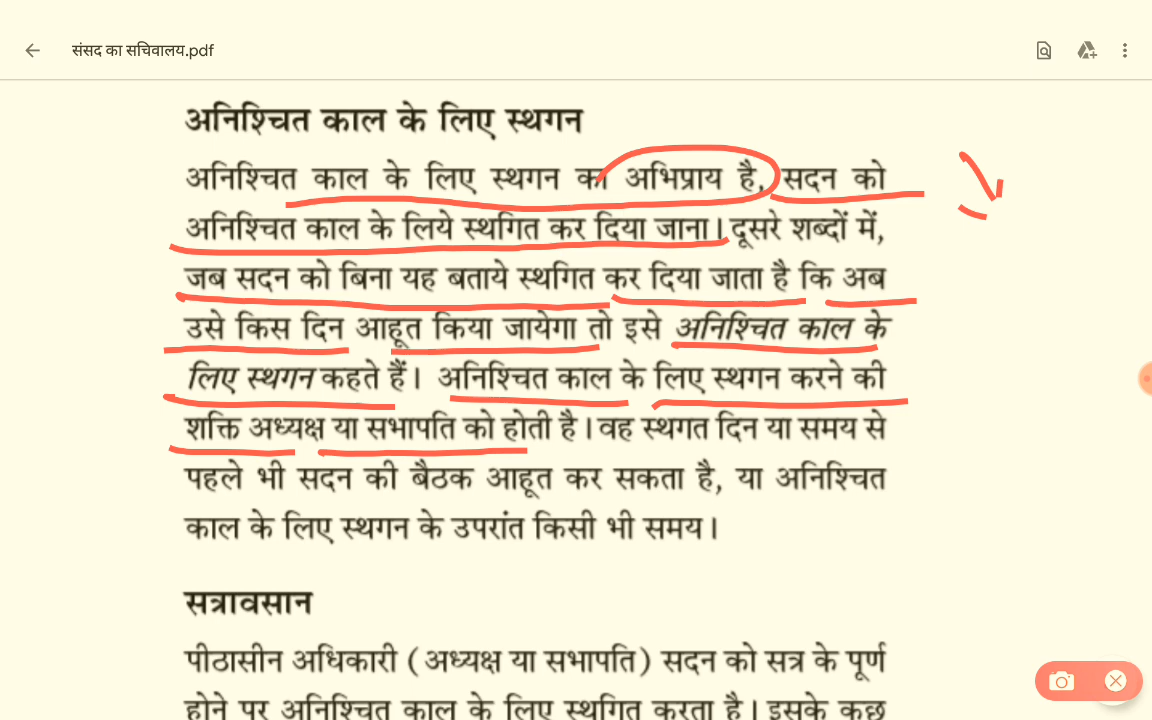 संसद का सचिवालय.pdf
अनिश्चित काल के लिए स्थगन
अनिश्चित काल के लिए स्थगन का अभिप्राय है, सदन को
अनिश्चित काल के लिये स्थगित कर दिया जाना। दूसरे शब्दों में,
जब सदन को बिना यह बताये स्थगित कर दिया जाता है कि अब
उसे किस दिन आहूत किया जायेगा तो इसे अनिश्चित काल के
लिए स्थगन कहते हैं। अनिश्चित काल के लिए स्थगन करने की
शक्ति अध्यक्ष या सभापति को होती है। वह स्थगत दिन या समय से
पहले भी सदन की बैठक आहूत कर सकता है, या अनिश्चित
काल के लिए स्थगन के उपरांत किसी भी समय।
सत्रावसान
पीठासीन अधिकारी (अध्यक्ष या सभापति) सदन को सत्र के पूर्ण
होने पर अनिश्चित काल के लिए स्थगित करता है। इसके कुछ